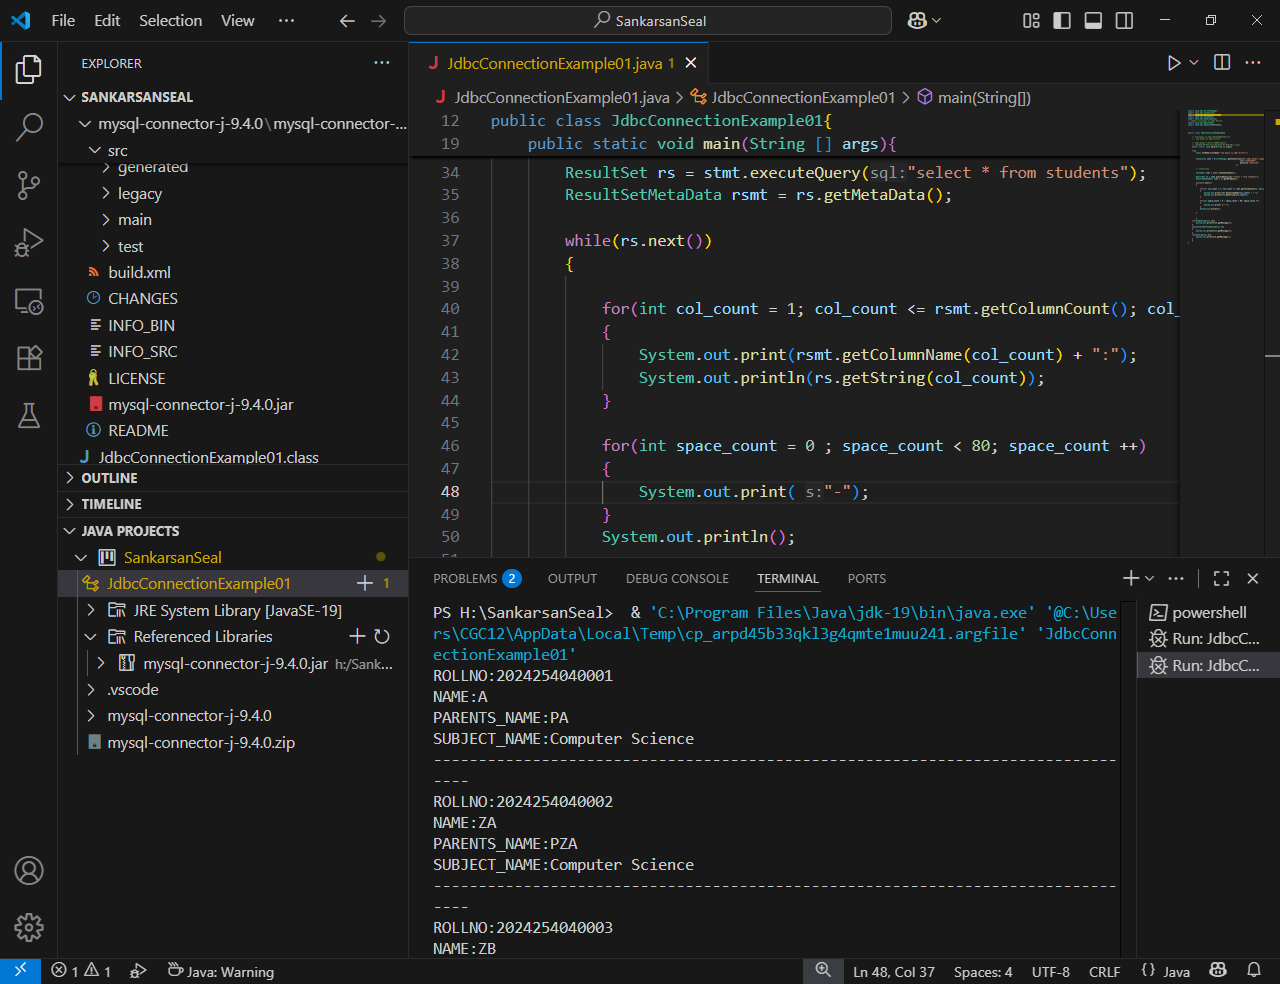 File Edit Selection View ··· SankarsanSeal
EXPLORER ···
SANKARSANSEAL
mysql-connector-j-9.4.0\mysql-connector-...
src
generated
legacy
main
test
build.xml
CHANGES
INFO_BIN
INFO_SRC
LICENSE
mysql-connector-j-9.4.0.jar
README
JdbcConnectionExample01.class
OUTLINE
TIMELINE
JAVA PROJECTS
SankarsanSeal
JdbcConnectionExample01 1
JRE System Library [JavaSE-19]
Referenced Libraries
mysql-connector-j-9.4.0.jar h:/Sank...
.vscode
mysql-connector-j-9.4.0
mysql-connector-j-9.4.0.zip
JdbcConnectionExample01.java 1
JdbcConnectionExample01.java > JdbcConnectionExample01 > main(String[])
12 public class JdbcConnectionExample01{
19 public static void main(String [] args){
34 ResultSet rs = stmt.executeQuery(sql:"select * from students");
35 ResultSetMetaData rsmt = rs.getMetaData();
36
37 while(rs.next())
38 {
39
40 for(int col_count = 1; col_count <= rsmt.getColumnCount(); col_
41 {
42 System.out.print(rsmt.getColumnName(col_count) + ":");
43 System.out.println(rs.getString(col_count));
44 }
45
46 for(int space_count = 0 ; space_count < 80; space_count ++)
47 {
48 System.out.print( s:"-");
49 }
50 System.out.println();
PROBLEMS 2 OUTPUT DEBUG CONSOLE TERMINAL PORTS
PS H:\SankarsanSeal>  & 'C:\Program Files\Java\jdk-19\bin\java.exe' '@C:\Use
rs\CGC12\AppData\Local\Temp\cp_arpd45b33qkl3g4qmte1muu241.argfile' 'JdbcConn
ectionExample01'
ROLLNO:2024254040001
NAME:A
PARENTS_NAME:PA
SUBJECT_NAME:Computer Science
----------------------------------------------------------------------------
----
ROLLNO:2024254040002
NAME:ZA
PARENTS_NAME:PZA
SUBJECT_NAME:Computer Science
----------------------------------------------------------------------------
----
ROLLNO:2024254040003
NAME:ZB
powershell
Run: JdbcC...
Run: JdbcC...
1 1 Java: Warning Ln 48, Col 37 Spaces: 4 UTF-8 CRLF {} Java